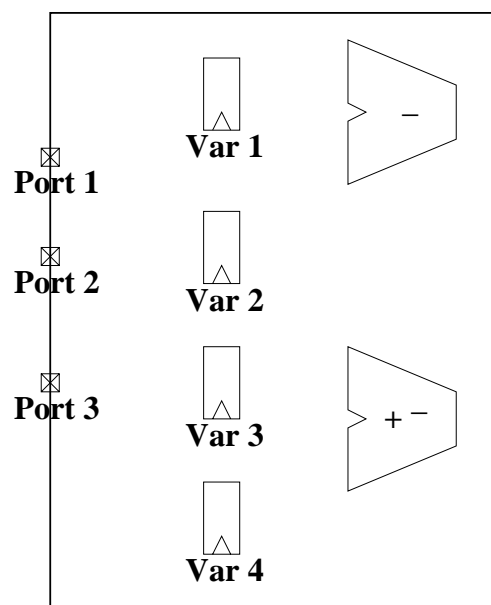 −
Var 1
Port 1
Port 2
Var 2
Port 3
+ −
Var 3
Var 4